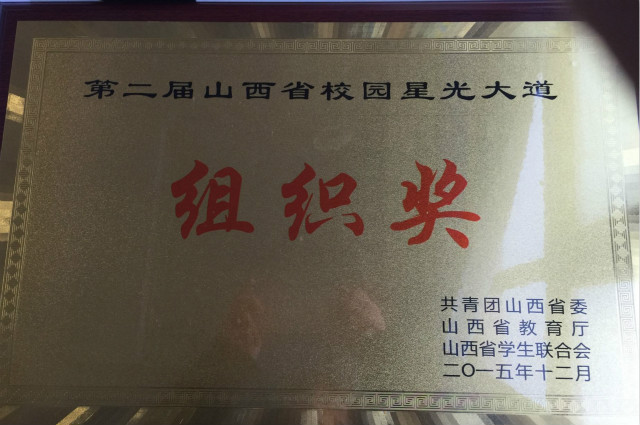 第二届山西省校园星光大道
组织奖
共青团山西省委
山西省教育厅
山西省学生联合会
二〇一五年十二月